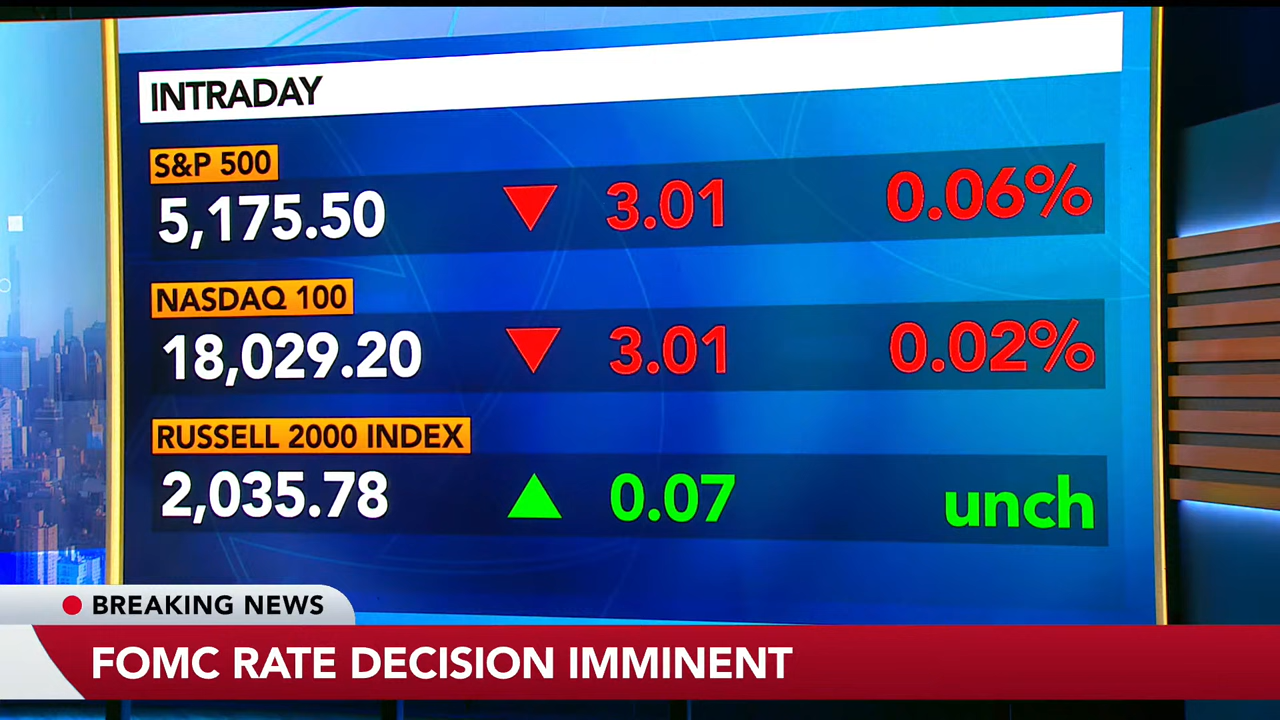 INTRADAY
S&P 500
5,175.50 ▼ 3.01 0.06%
NASDAQ 100
18,029.20 ▼ 3.01 0.02%
RUSSELL 2000 INDEX
2,035.78 ▲ 0.07 unch
BREAKING NEWS
FOMC RATE DECISION IMMINENT